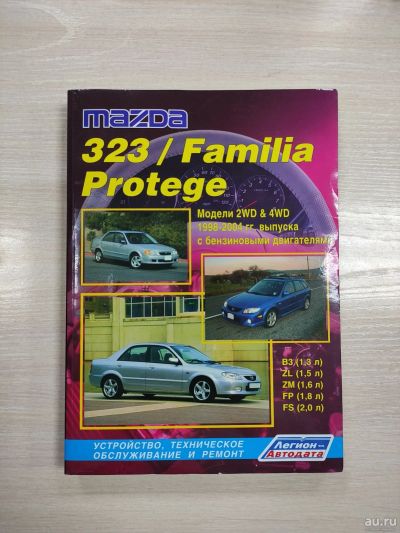 mazda
323 / Familia
Protege
Модели 2WD & 4WD
1998-2004 гг. выпуска
с бензиновыми двигателями
B3 (1,3 л)
ZL (1,5 л)
ZM (1,6 л)
FP (1,8 л)
FS (2,0 л)
УСТРОЙСТВО, ТЕХНИЧЕСКОЕ
ОБСЛУЖИВАНИЕ И РЕМОНТ
Легион-
Автодата
au.ru